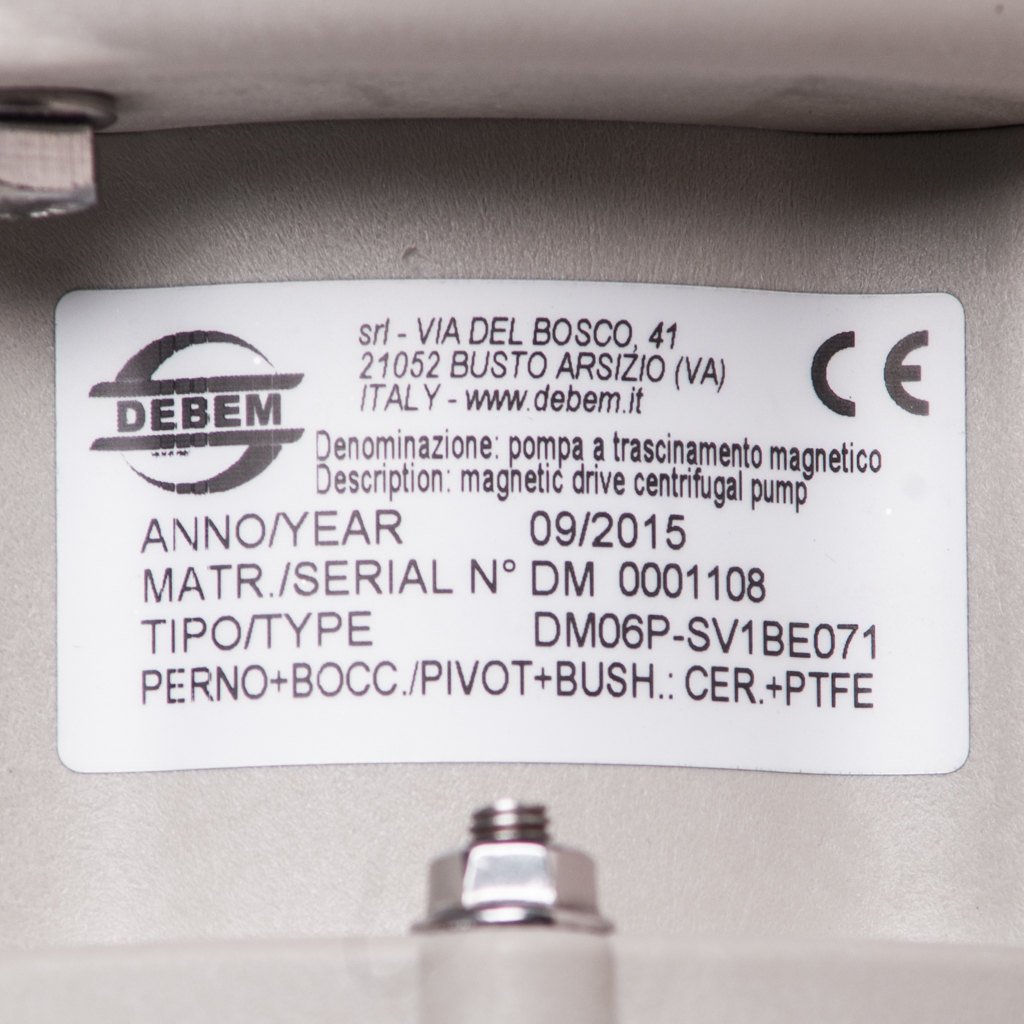 DEBEM
srl - VIA DEL BOSCO, 41
21052 BUSTO ARSIZIO (VA)
ITALY - www.debem.it
CE
Denominazione: pompa a trascinamento magnetico
Description: magnetic drive centrifugal pump
ANNO/YEAR 09/2015
MATR./SERIAL N° DM 0001108
TIPO/TYPE DM06P-SV1BE071
PERNO+BOCC./PIVOT+BUSH.: CER.+PTFE